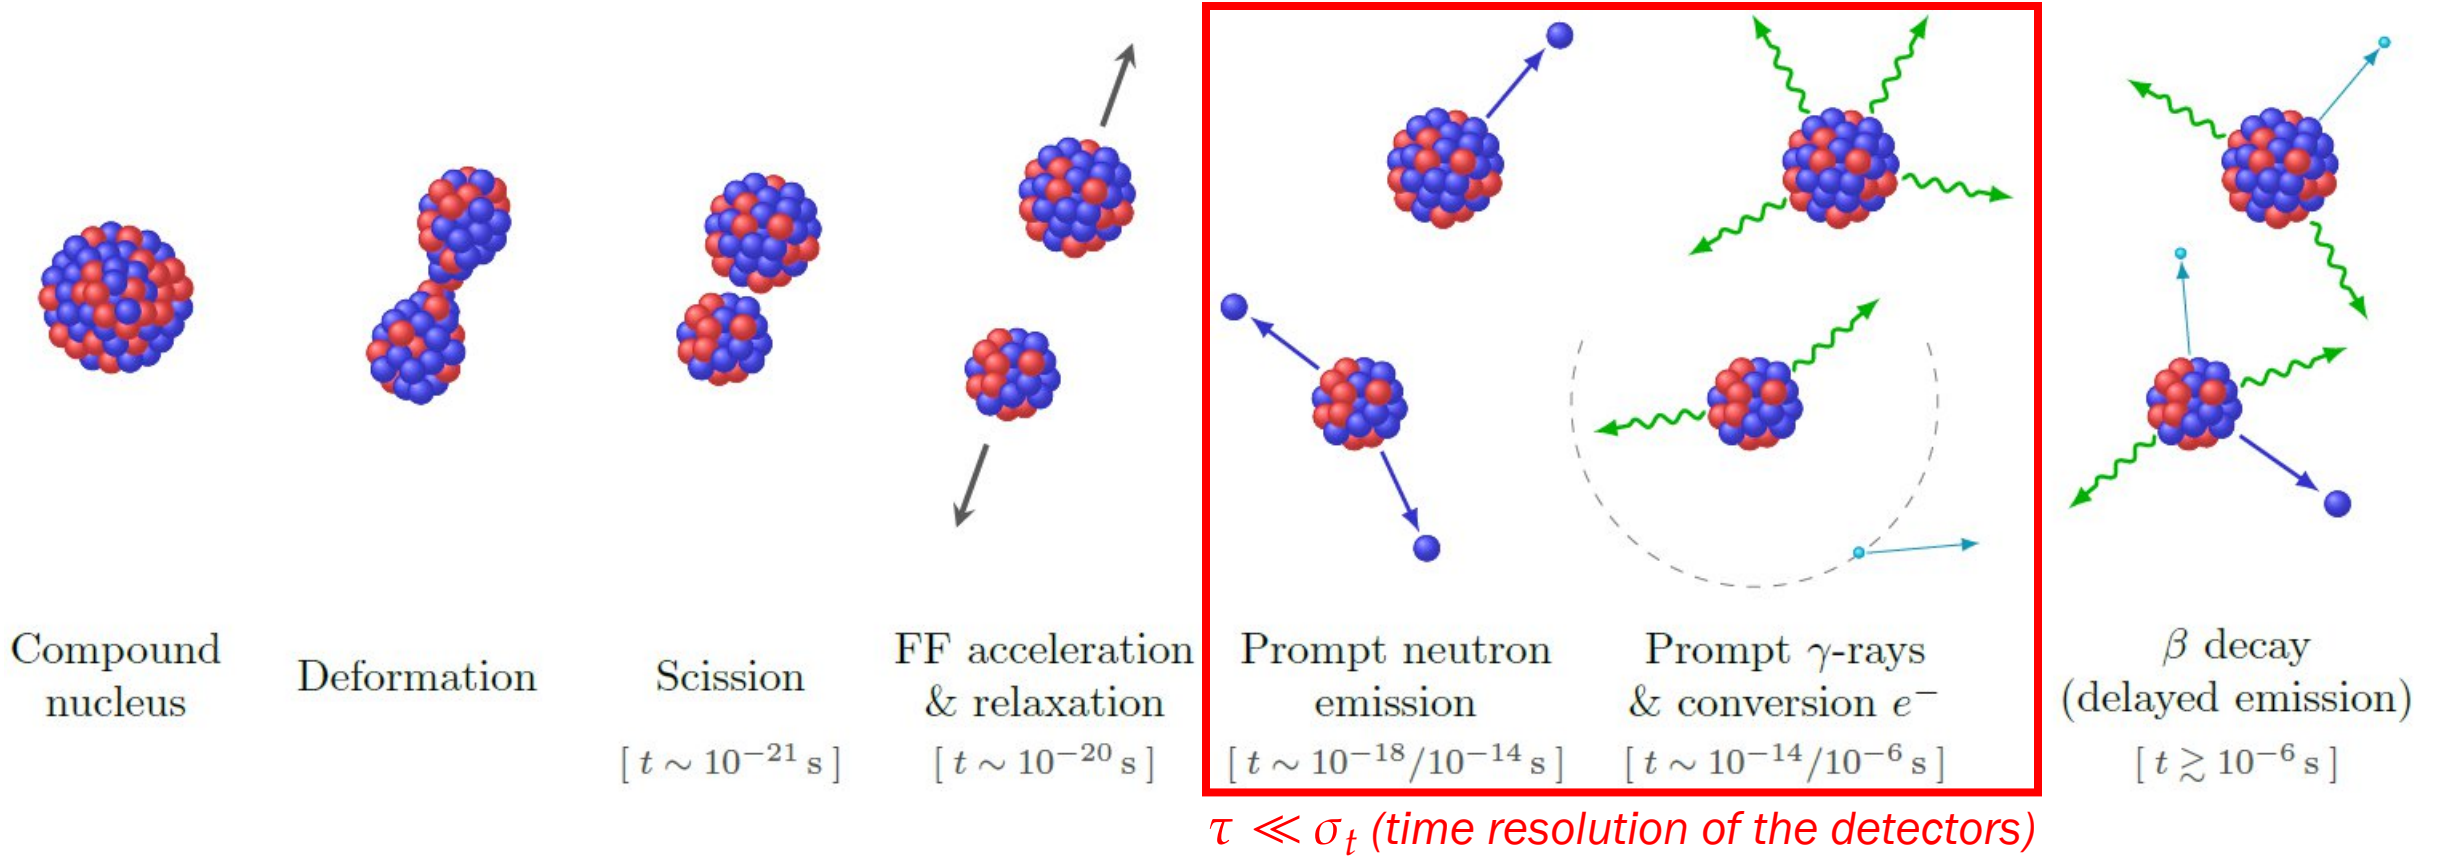 Compound
nucleus
Deformation
Scission
[ t ∼ 10⁻²¹ s ]
FF acceleration
& relaxation
[ t ∼ 10⁻²⁰ s ]
Prompt neutron
emission
[ t ∼ 10⁻¹⁸/10⁻¹⁴ s ]
Prompt γ-rays
& conversion e⁻
[ t ∼ 10⁻¹⁴/10⁻⁶ s ]
β decay
(delayed emission)
[ t ≳ 10⁻⁶ s ]
τ ≪ σₜ (time resolution of the detectors)